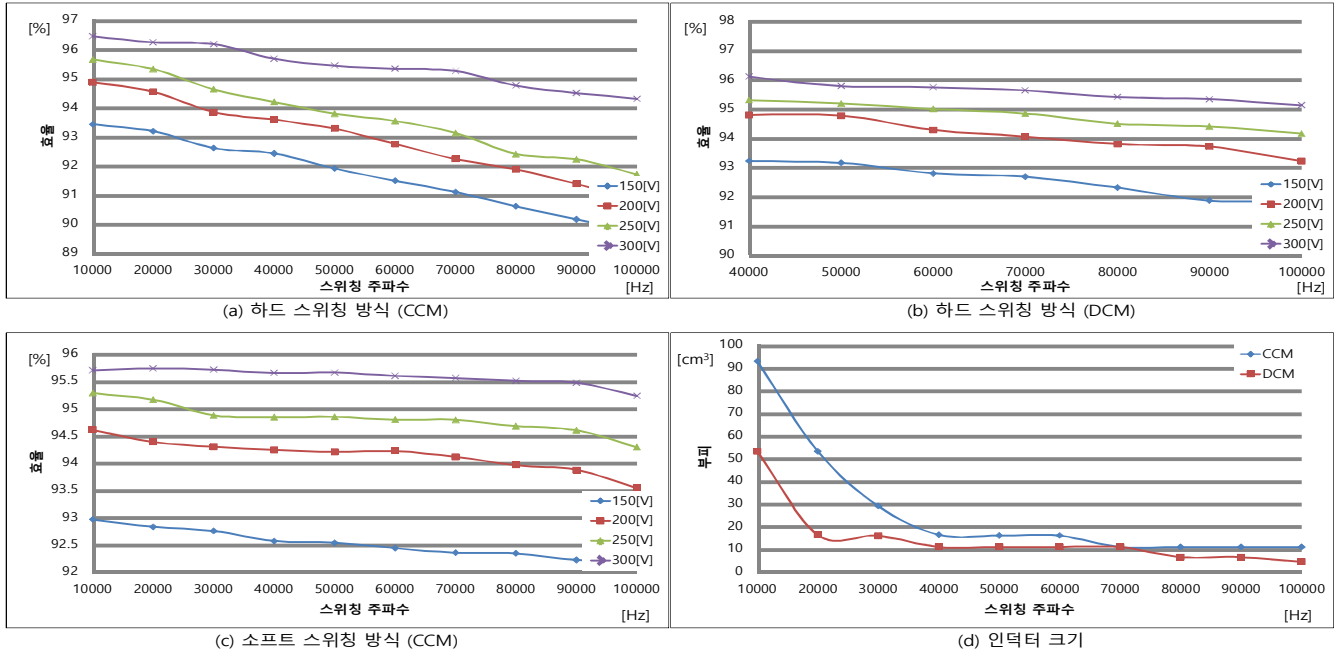 [%]
97
96
95
94
93
92
91
90
89
효율
10000 20000 30000 40000 50000 60000 70000 80000 90000 100000
스위칭 주파수
[Hz]
150[V]
200[V]
250[V]
300[V]
(a) 하드 스위칭 방식 (CCM)
[%]
98
97
96
95
94
93
92
91
90
효율
40000 50000 60000 70000 80000 90000 100000
스위칭 주파수
[Hz]
150[V]
200[V]
250[V]
300[V]
(b) 하드 스위칭 방식 (DCM)
[%]
96
95.5
95
94.5
94
93.5
93
92.5
92
효율
10000 20000 30000 40000 50000 60000 70000 80000 90000 100000
스위칭 주파수
[Hz]
150[V]
200[V]
250[V]
300[V]
(c) 소프트 스위칭 방식 (CCM)
[cm³]
100
90
80
70
60
50
40
30
20
10
0
부피
10000 20000 30000 40000 50000 60000 70000 80000 90000 100000
스위칭 주파수
[Hz]
CCM
DCM
(d) 인덕터 크기